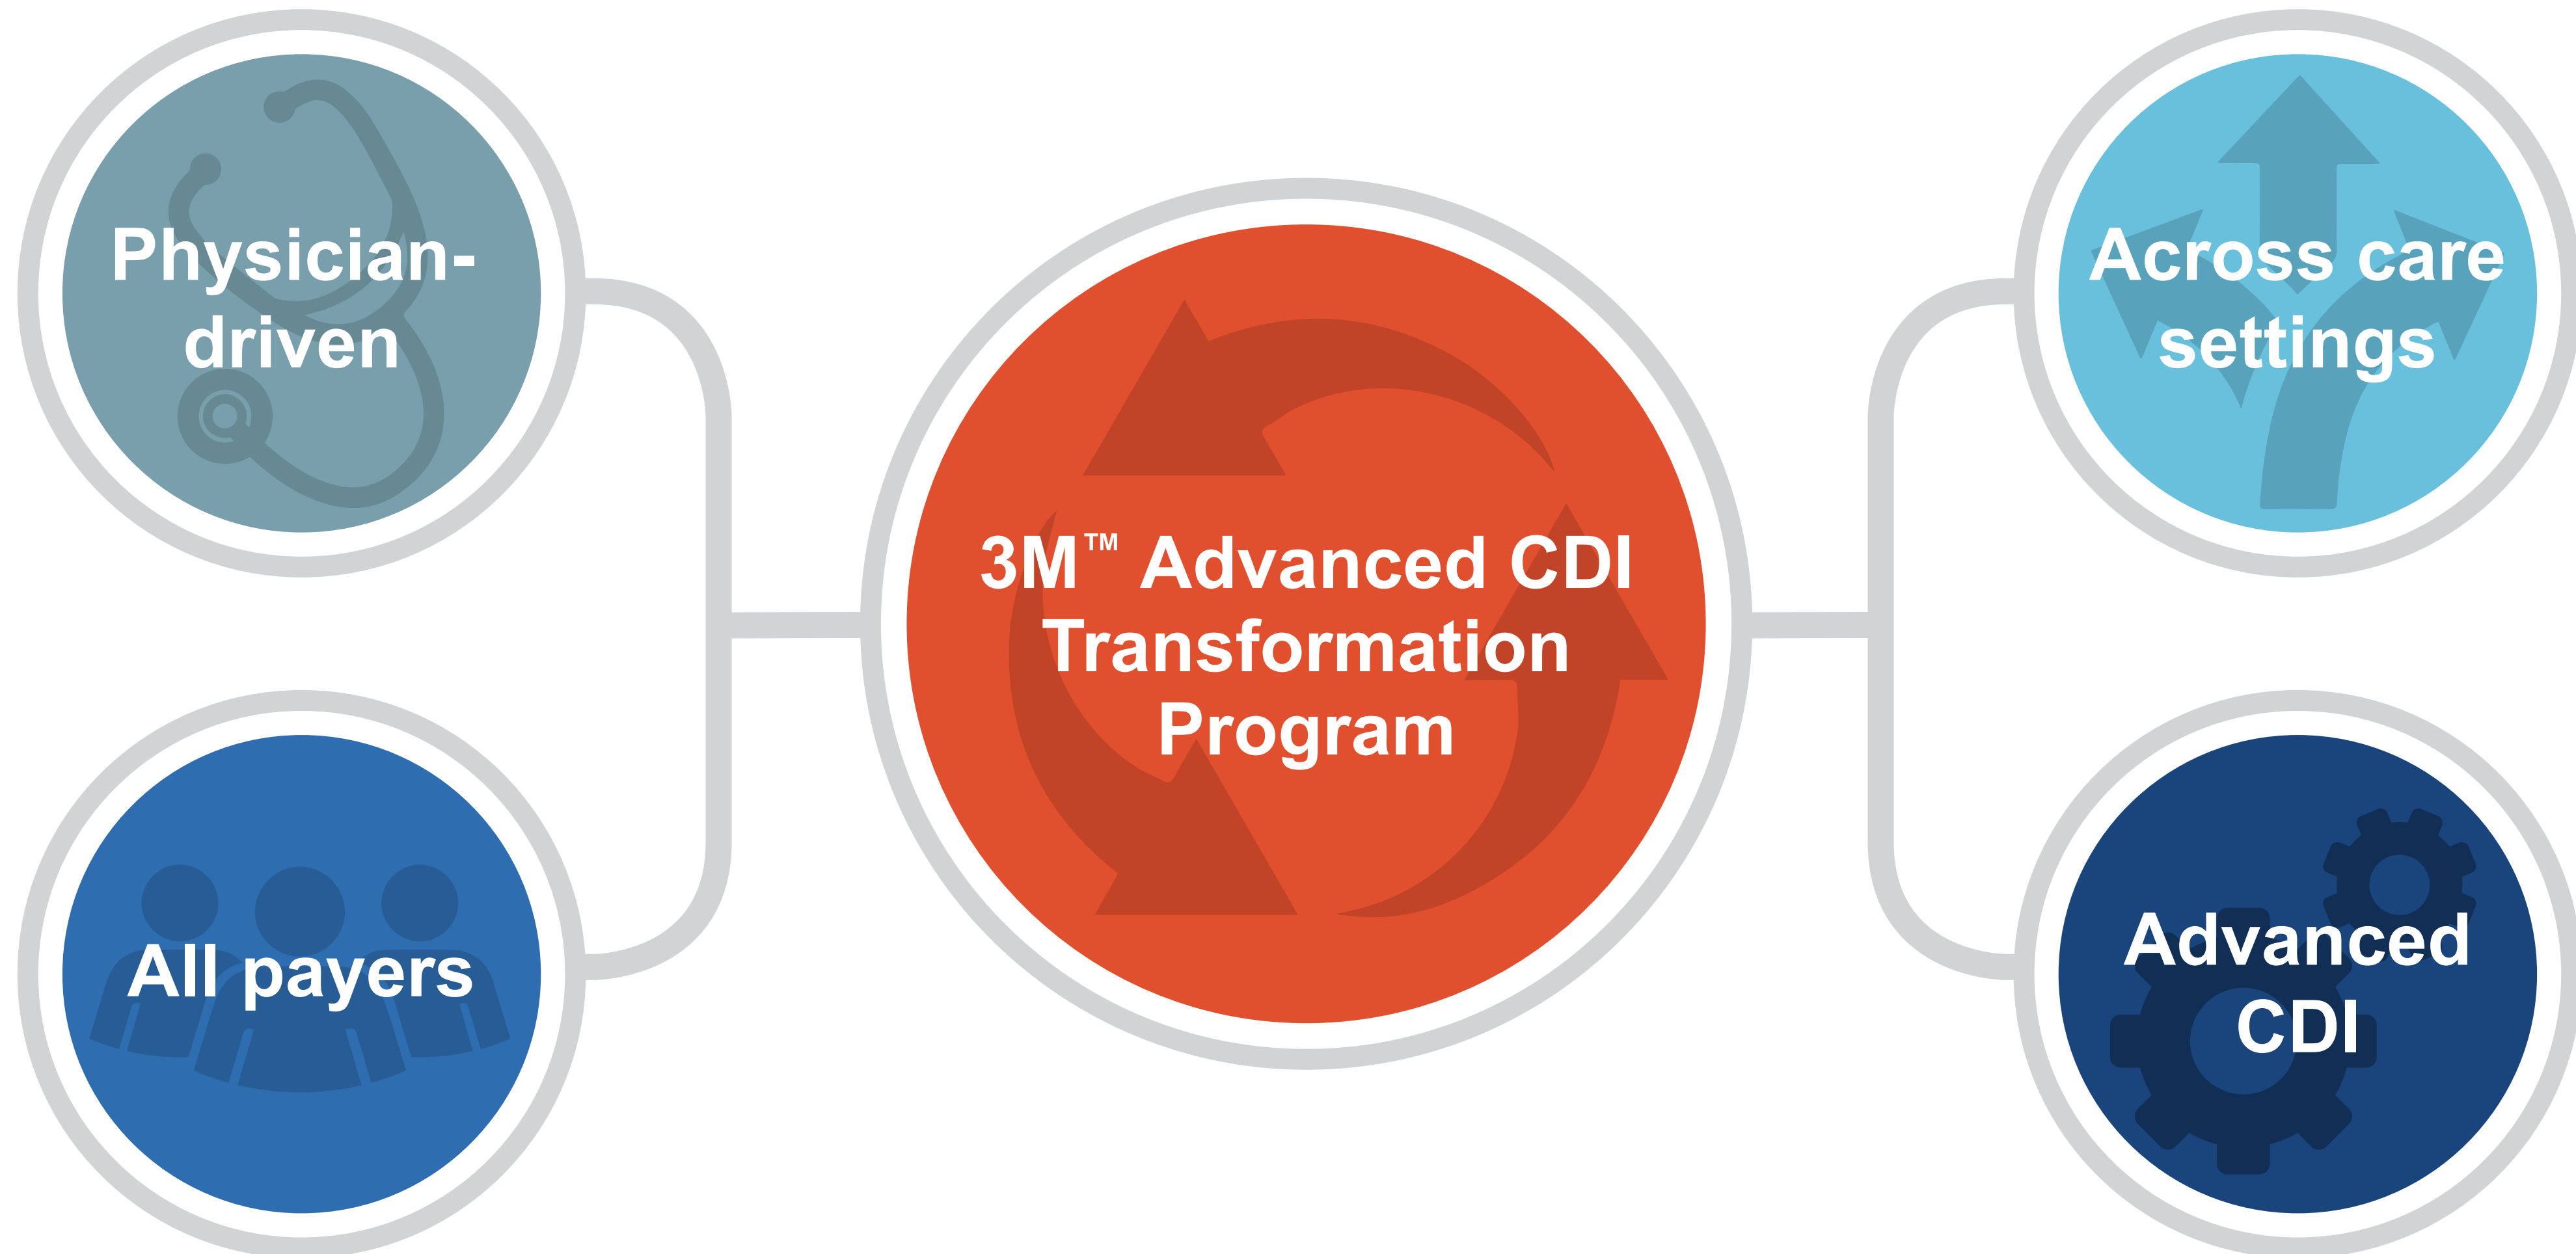 Physician-
driven
All payers
3M™ Advanced CDI
Transformation
Program
Across care
settings
Advanced
CDI